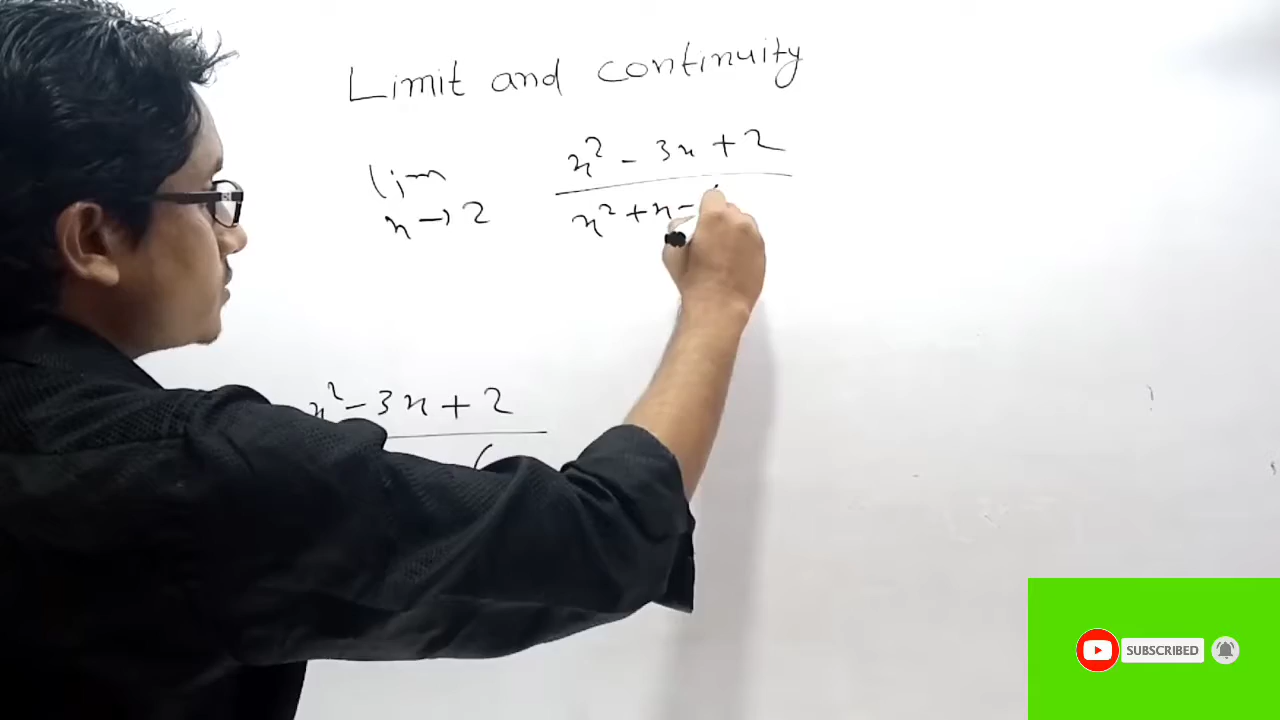 Limit and continuity
lim x→2 x² - 3x + 2
x² + x -
x² - 3x + 2
SUBSCRIBED